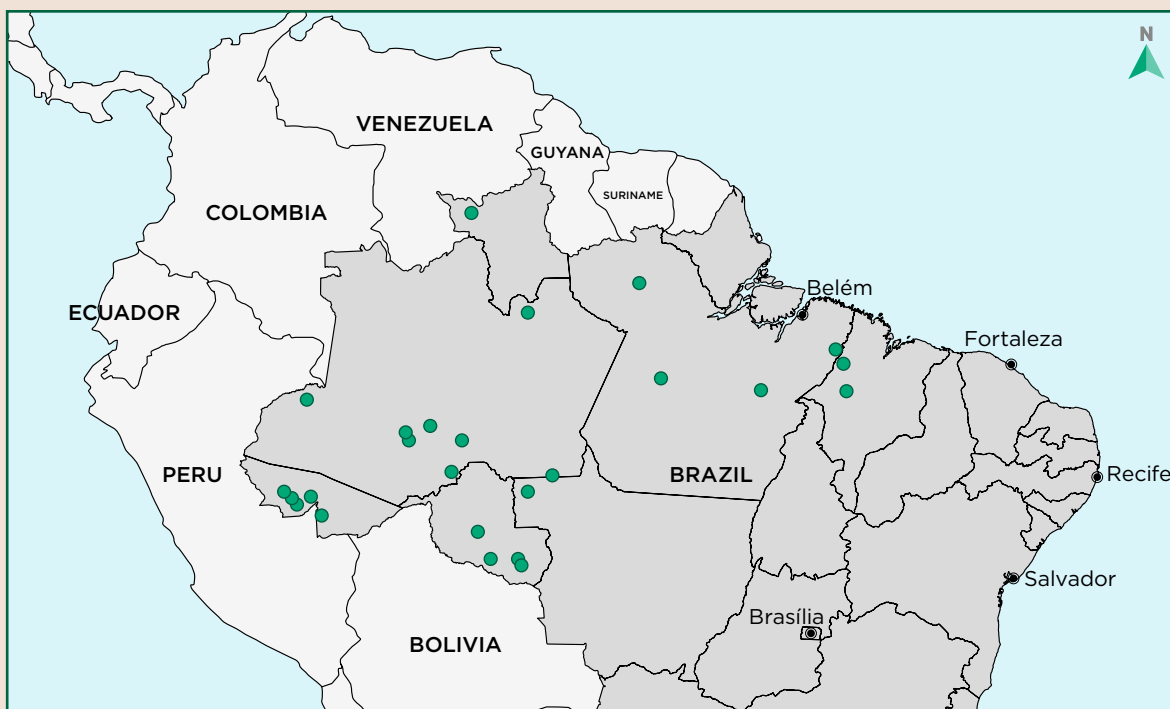 N
VENEZUELA
GUYANA
SURINAME
COLOMBIA
ECUADOR
Belém
Fortaleza
PERU
BRAZIL
Recife
Salvador
Brasília
BOLIVIA